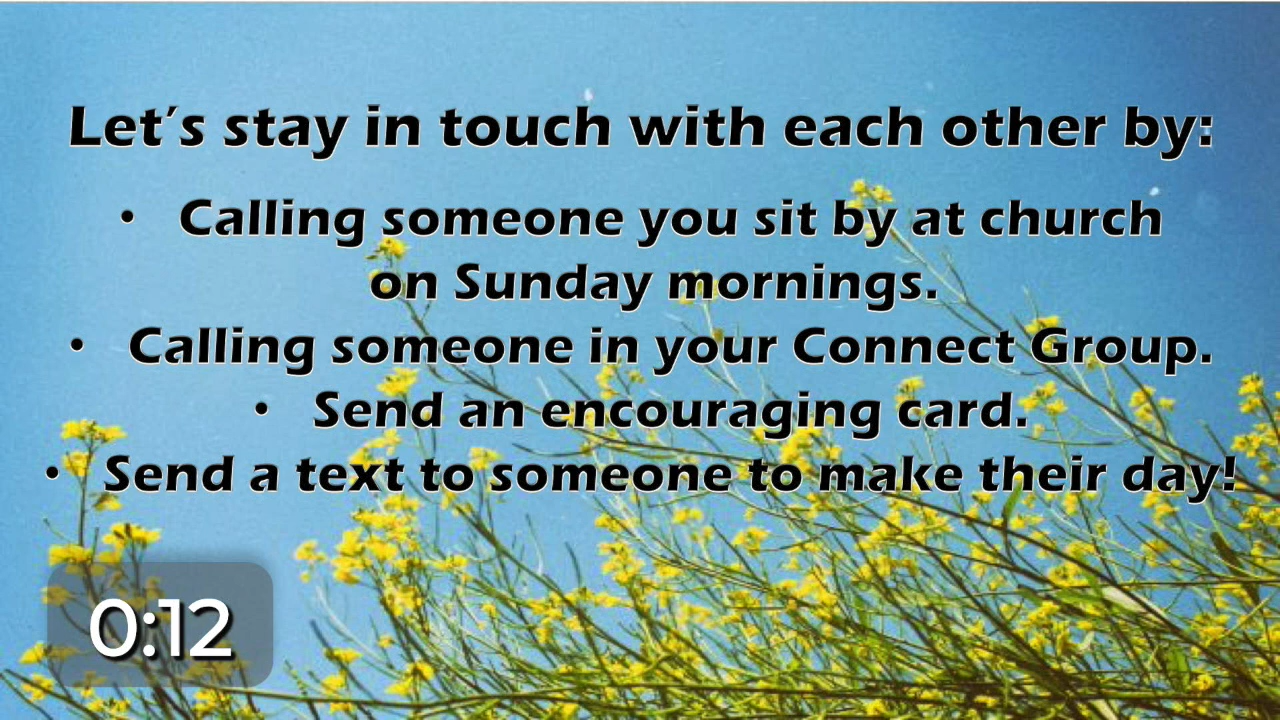 Let's stay in touch with each other by:
• Calling someone you sit by at church
on Sunday mornings.
• Calling someone in your Connect Group.
• Send an encouraging card.
• Send a text to someone to make their day!
0:12